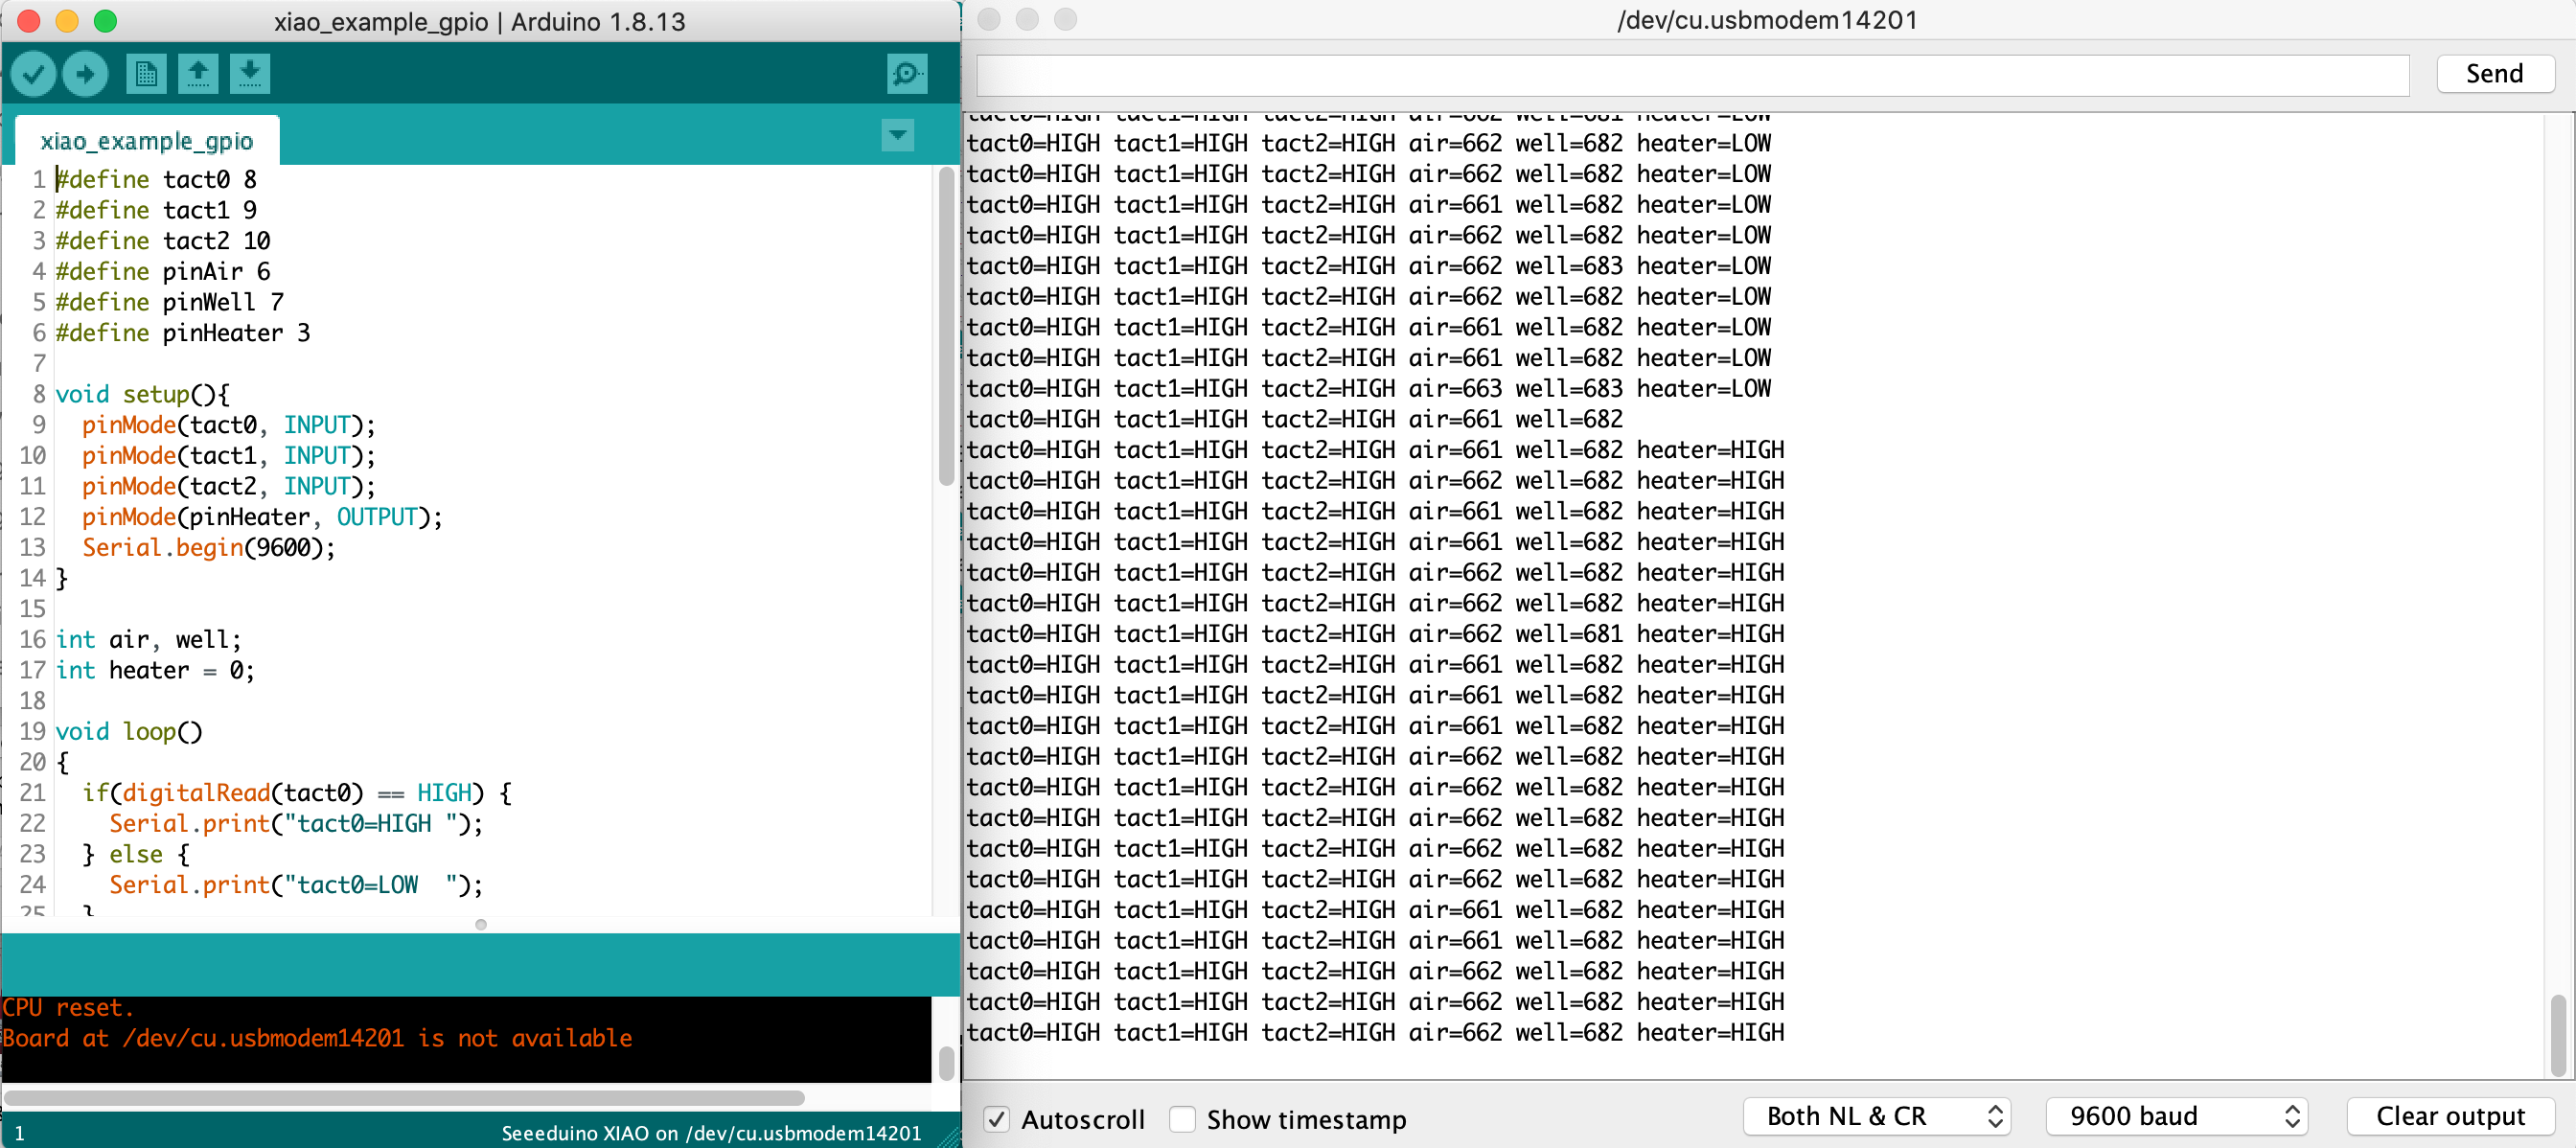 xiao_example_gpio | Arduino 1.8.13
xiao_example_gpio
1 #define tact0 8
2 #define tact1 9
3 #define tact2 10
4 #define pinAir 6
5 #define pinWell 7
6 #define pinHeater 3
7
8 void setup(){
9 pinMode(tact0, INPUT);
10 pinMode(tact1, INPUT);
11 pinMode(tact2, INPUT);
12 pinMode(pinHeater, OUTPUT);
13 Serial.begin(9600);
14 }
15
16 int air, well;
17 int heater = 0;
18
19 void loop()
20 {
21 if(digitalRead(tact0) == HIGH) {
22 Serial.print("tact0=HIGH ");
23 } else {
24 Serial.print("tact0=LOW  ");
25 }
CPU reset.
Board at /dev/cu.usbmodem14201 is not available
1
Seeeduino XIAO on /dev/cu.usbmodem14201
/dev/cu.usbmodem14201
Send
tact0=HIGH tact1=HIGH tact2=HIGH air=662 well=681 heater=LOW
tact0=HIGH tact1=HIGH tact2=HIGH air=662 well=682 heater=LOW
tact0=HIGH tact1=HIGH tact2=HIGH air=662 well=682 heater=LOW
tact0=HIGH tact1=HIGH tact2=HIGH air=661 well=682 heater=LOW
tact0=HIGH tact1=HIGH tact2=HIGH air=662 well=682 heater=LOW
tact0=HIGH tact1=HIGH tact2=HIGH air=662 well=683 heater=LOW
tact0=HIGH tact1=HIGH tact2=HIGH air=662 well=682 heater=LOW
tact0=HIGH tact1=HIGH tact2=HIGH air=661 well=682 heater=LOW
tact0=HIGH tact1=HIGH tact2=HIGH air=661 well=682 heater=LOW
tact0=HIGH tact1=HIGH tact2=HIGH air=663 well=683 heater=LOW
tact0=HIGH tact1=HIGH tact2=HIGH air=661 well=682
tact0=HIGH tact1=HIGH tact2=HIGH air=661 well=682 heater=HIGH
tact0=HIGH tact1=HIGH tact2=HIGH air=662 well=682 heater=HIGH
tact0=HIGH tact1=HIGH tact2=HIGH air=661 well=682 heater=HIGH
tact0=HIGH tact1=HIGH tact2=HIGH air=661 well=682 heater=HIGH
tact0=HIGH tact1=HIGH tact2=HIGH air=662 well=682 heater=HIGH
tact0=HIGH tact1=HIGH tact2=HIGH air=662 well=682 heater=HIGH
tact0=HIGH tact1=HIGH tact2=HIGH air=662 well=681 heater=HIGH
tact0=HIGH tact1=HIGH tact2=HIGH air=661 well=682 heater=HIGH
tact0=HIGH tact1=HIGH tact2=HIGH air=661 well=682 heater=HIGH
tact0=HIGH tact1=HIGH tact2=HIGH air=661 well=682 heater=HIGH
tact0=HIGH tact1=HIGH tact2=HIGH air=662 well=682 heater=HIGH
tact0=HIGH tact1=HIGH tact2=HIGH air=662 well=682 heater=HIGH
tact0=HIGH tact1=HIGH tact2=HIGH air=662 well=682 heater=HIGH
tact0=HIGH tact1=HIGH tact2=HIGH air=662 well=682 heater=HIGH
tact0=HIGH tact1=HIGH tact2=HIGH air=662 well=682 heater=HIGH
tact0=HIGH tact1=HIGH tact2=HIGH air=661 well=682 heater=HIGH
tact0=HIGH tact1=HIGH tact2=HIGH air=661 well=682 heater=HIGH
tact0=HIGH tact1=HIGH tact2=HIGH air=662 well=682 heater=HIGH
tact0=HIGH tact1=HIGH tact2=HIGH air=662 well=682 heater=HIGH
tact0=HIGH tact1=HIGH tact2=HIGH air=662 well=682 heater=HIGH
Autoscroll
Show timestamp
Both NL & CR
9600 baud
Clear output